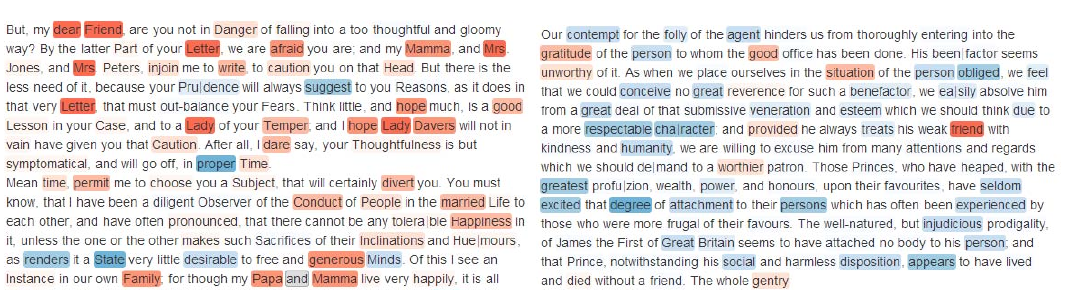 But, my dear Friend, are you not in Danger of falling into a too thoughtful and gloomy
way? By the latter Part of your Letter, we are afraid you are; and my Mamma, and Mrs.
Jones, and Mrs. Peters, injoin me to write, to caution you on that Head. But there is the
less need of it, because your Pru|dence will always suggest to you Reasons, as it does in
that very Letter, that must out-balance your Fears. Think little, and hope much, is a good
Lesson in your Case, and to a Lady of your Temper; and I hope Lady Davers will not in
vain have given you that Caution. After all, I dare say, your Thoughtfulness is but
symptomatical, and will go off, in proper Time.
Mean time, permit me to choose you a Subject, that will certainly divert you. You must
know, that I have been a diligent Observer of the Conduct of People in the married Life to
each other, and have often pronounced, that there cannot be any tolera|ble Happiness in
it, unless the one or the other makes such Sacrifices of their Inclinations and Hue|mours,
as renders it a State very little desirable to free and generous Minds. Of this I see an
Instance in our own Family; for though my Papa and Mamma live very happily, it is all
Our contempt for the folly of the agent hinders us from thoroughly entering into the
gratitude of the person to whom the good office has been done. His bene|factor seems
unworthy of it. As when we place ourselves in the situation of the person obliged, we feel
that we could conceive no great reverence for such a benefactor, we ea|sily absolve him
from a great deal of that submissive veneration and esteem which we should think due to
a more respectable cha|racter; and provided he always treats his weak friend with
kindness and humanity, we are willing to excuse him from many attentions and regards
which we should de|mand to a worthier patron. Those Princes, who have heaped, with the
greatest profu|zion, wealth, power, and honours, upon their favourites, have seldom
excited that degree of attachment to their persons which has often been experienced by
those who were more frugal of their favours. The well-natured, but injudicious prodigality,
of James the First of Great Britain seems to have attached no body to his person; and
that Prince, notwithstanding his social and harmless disposition, appears to have lived
and died without a friend. The whole gentry